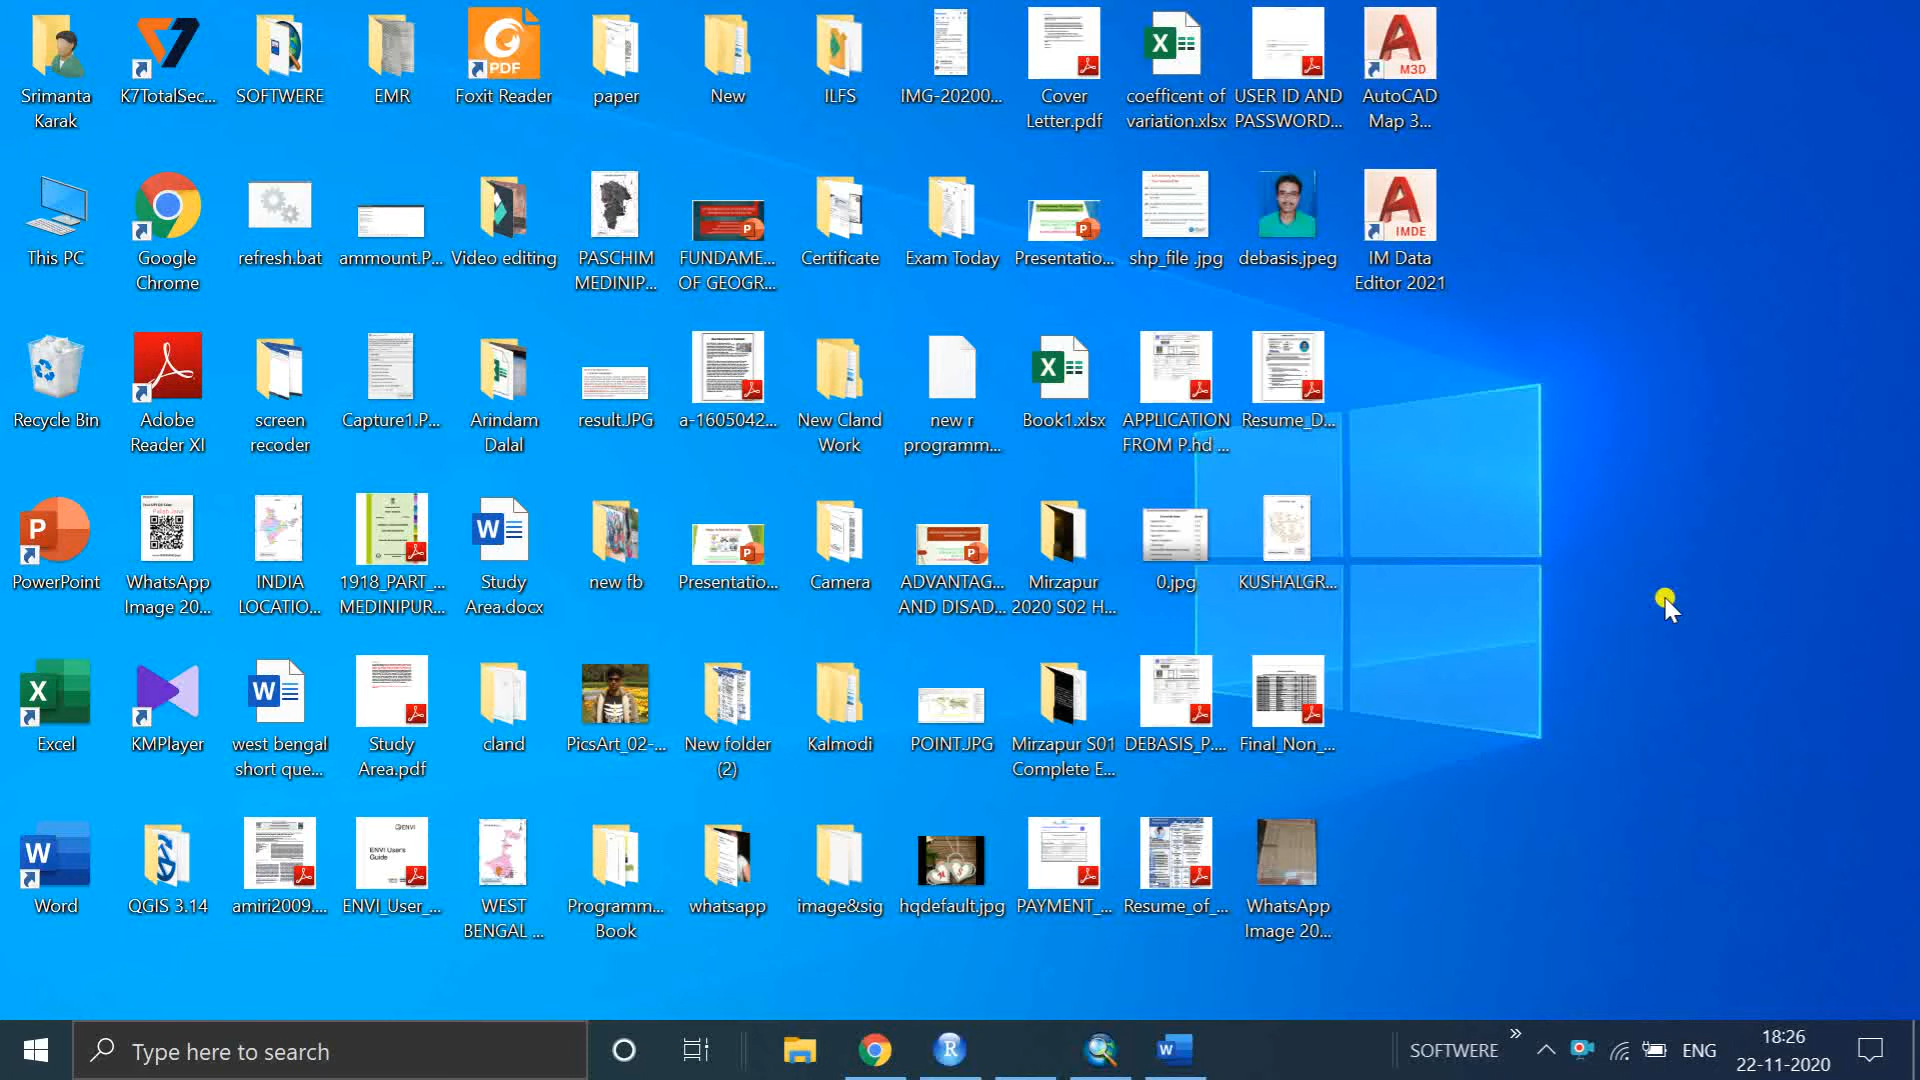 Srimanta
Karak
K7TotalSec...
SOFTWERE
EMR
PDF
Foxit Reader
paper
New
ILFS
IMG-20200...
Cover
Letter.pdf
coefficent of
variation.xlsx
USER ID AND
PASSWORD...
M3D
AutoCAD
Map 3...
This PC
Google
Chrome
refresh.bat
ammount.P...
Video editing
PASCHIM
MEDINIP...
FUNDAME...
OF GEOGR...
Certificate
Exam Today
Presentatio...
shp_file .jpg
debasis.jpeg
IMDE
IM Data
Editor 2021
Recycle Bin
Adobe
Reader XI
screen
recoder
Capture1.P...
Arindam
Dalal
result.JPG
a-1605042...
New Cland
Work
new r
programm...
Book1.xlsx
APPLICATION
FROM P.hd ...
Resume_D...
PowerPoint
WhatsApp
Image 20...
INDIA
LOCATIO...
1918_PART_...
MEDINIPUR...
Study
Area.docx
new fb
Presentatio...
Camera
ADVANTAG...
AND DISAD...
Mirzapur
2020 S02 H...
0.jpg
KUSHALGR...
Excel
KMPlayer
west bengal
short que...
Study
Area.pdf
cland
PicsArt_02-...
New folder
(2)
Kalmodi
POINT.JPG
Mirzapur S01
Complete E...
DEBASIS_P....
Final_Non_...
Word
QGIS 3.14
amiri2009....
ENVI
ENVI User's
Guide
ENVI_User_...
WEST
BENGAL ...
Programm...
Book
whatsapp
image&sig
hqdefault.jpg
PAYMENT_...
Resume_of_...
WhatsApp
Image 20...
Type here to search
SOFTWERE
ENG
18:26
22-11-2020